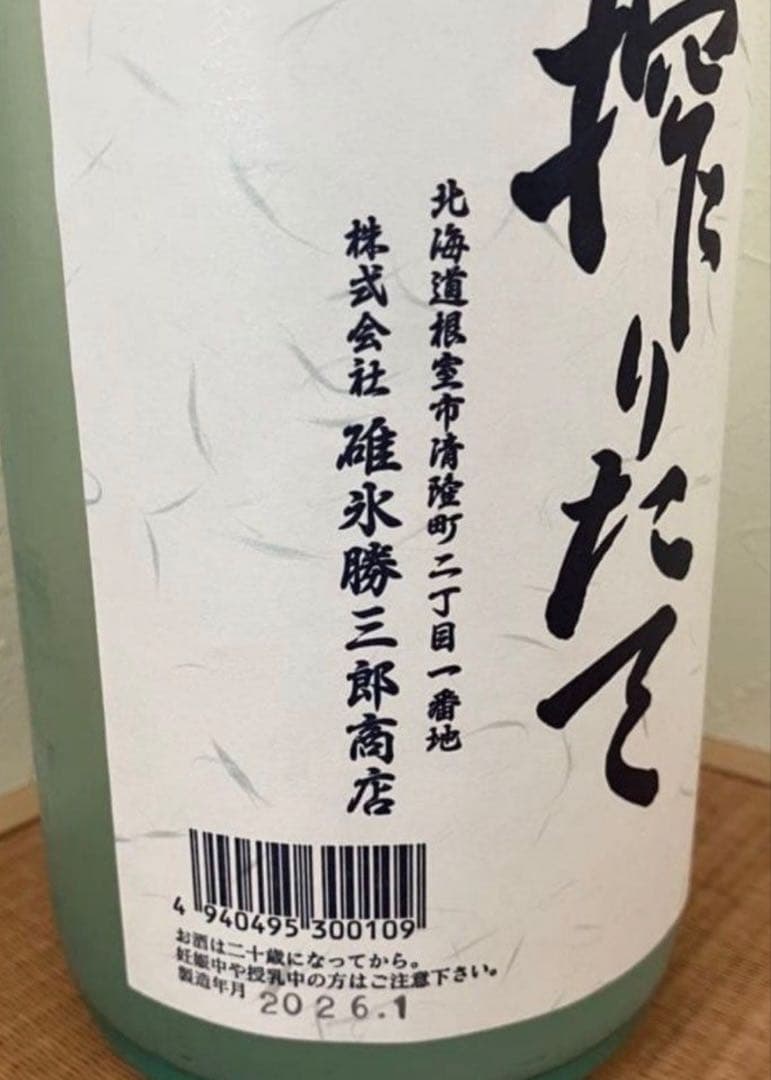 搾りたて
北海道根室市清隆町二丁目一番地
株式会社 碓氷勝三郎商店
4 940495 300109
お酒は二十歳になってから。
妊娠中や授乳中の方はご注意下さい。
製造年月 2026.1